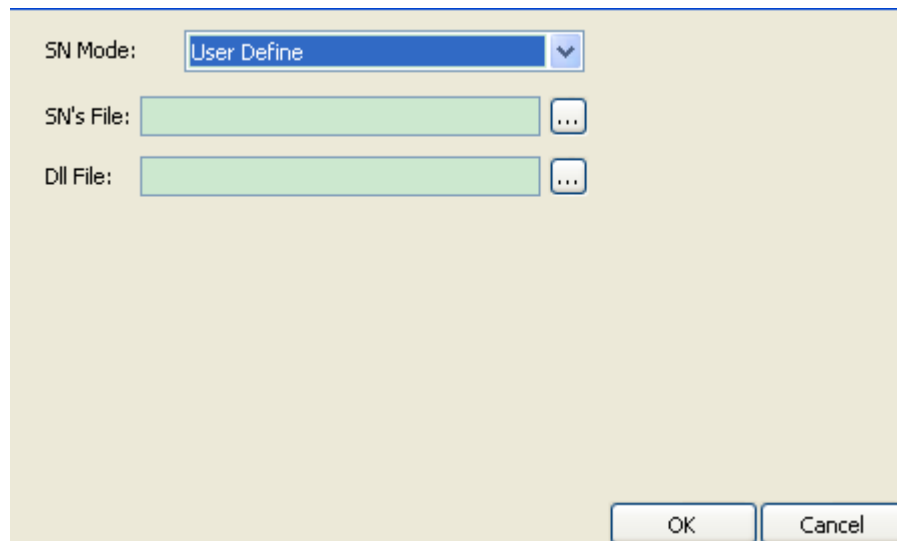 SN Mode: User Define
SN's File: ...
Dll File: ...
OK Cancel